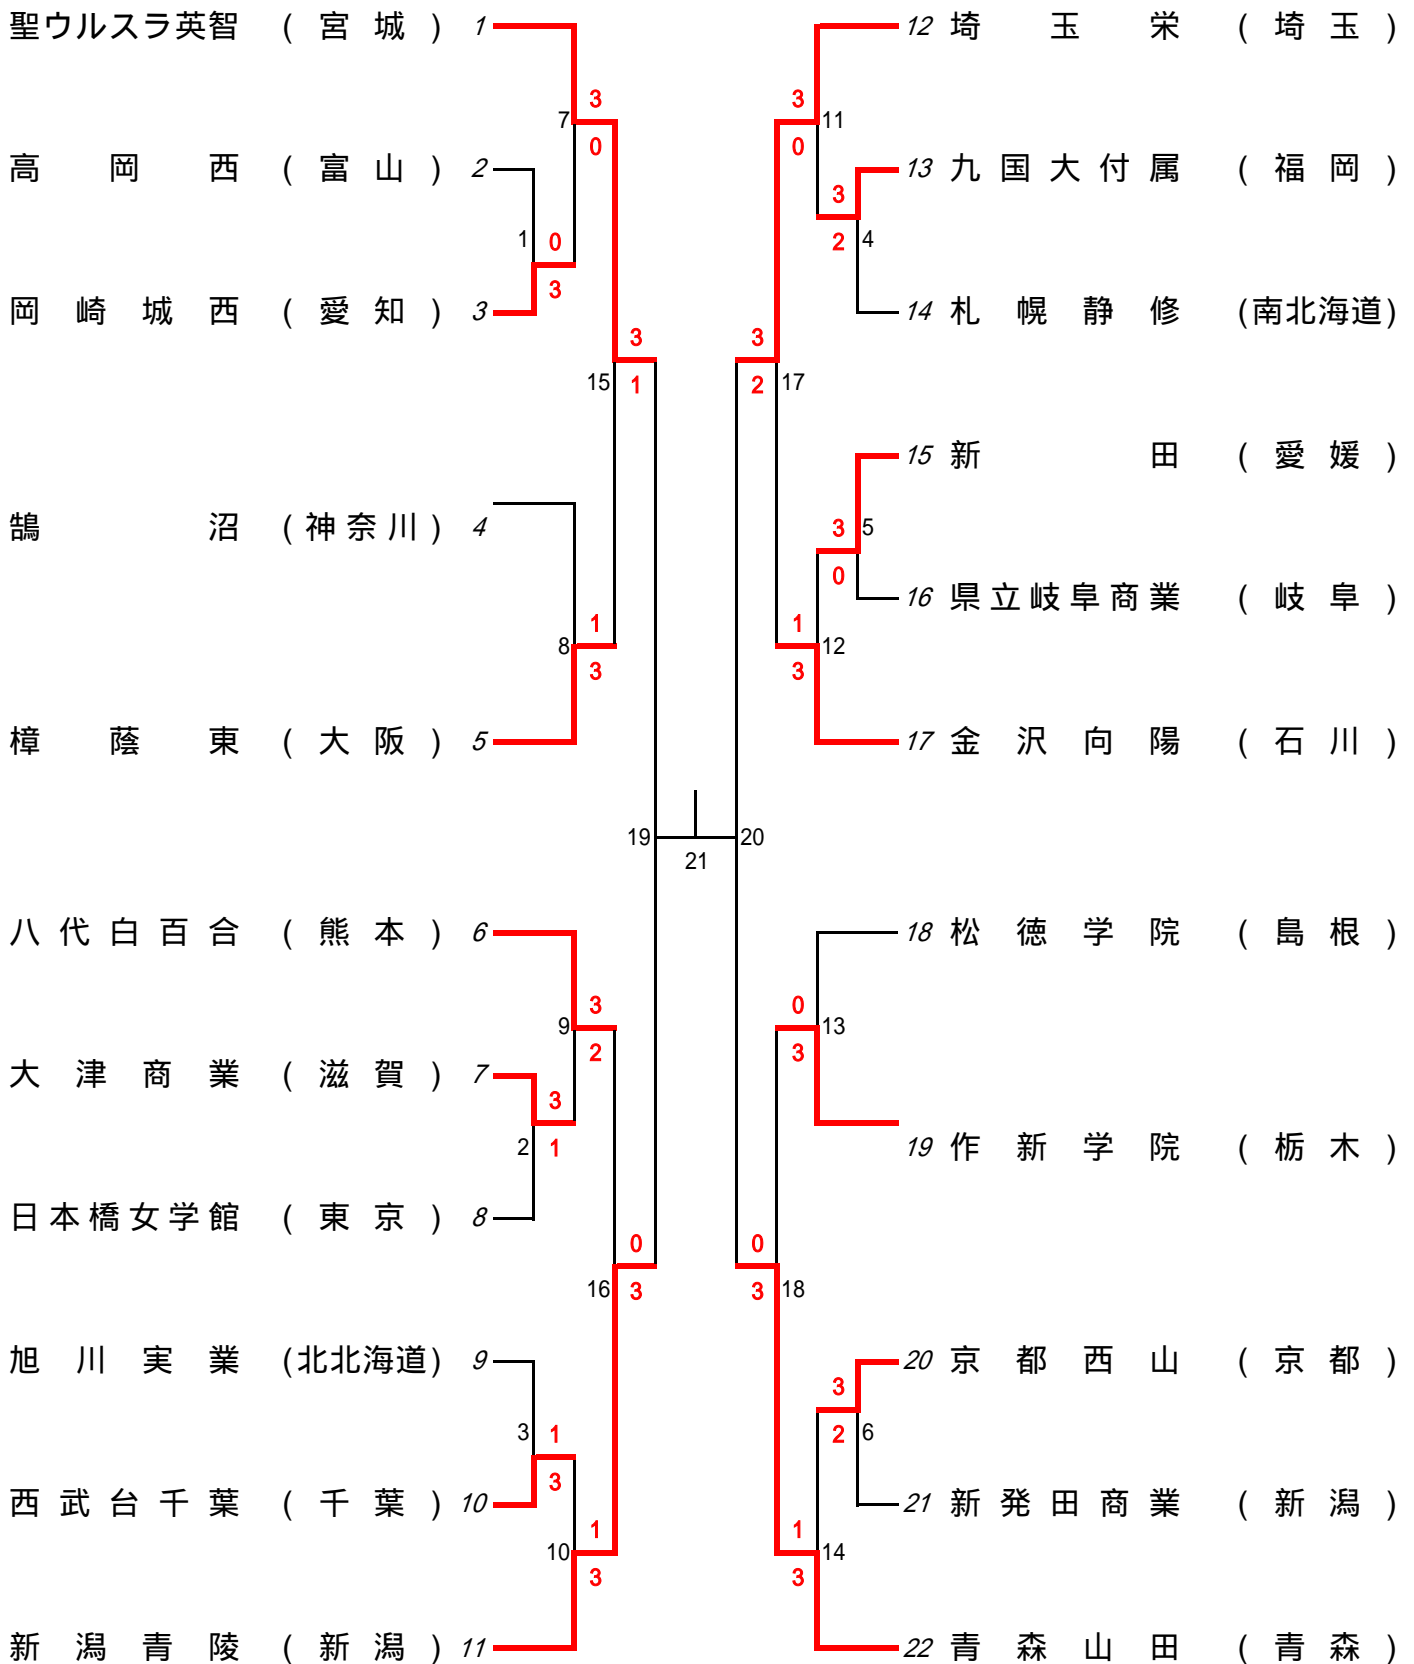 聖ウルスラ英智 ( 宮城 ) 1
3
7
0
高岡西 ( 富山 ) 2
1
0
3
岡崎城西 ( 愛知 ) 3
3
15
1
鵠沼 ( 神奈川 ) 4
1
8
3
樟蔭東 ( 大阪 ) 5
19
21
20
八代白百合 ( 熊本 ) 6
3
9
2
大津商業 ( 滋賀 ) 7
3
2
1
日本橋女学館 ( 東京 ) 8
0
16
3
旭川実業 (北北海道) 9
3
1
3
西武台千葉 ( 千葉 ) 10
1
10
3
新潟青陵 ( 新潟 ) 11
12 埼玉栄 ( 埼玉 )
3
11
0
13 九国大付属 ( 福岡 )
3
2
4
14 札幌静修 (南北海道)
3
2
17
15 新田 ( 愛媛 )
3
5
0
16 県立岐阜商業 ( 岐阜 )
1
12
3
17 金沢向陽 ( 石川 )
18 松徳学院 ( 島根 )
0
13
3
19 作新学院 ( 栃木 )
0
3
18
20 京都西山 ( 京都 )
3
2
6
21 新発田商業 ( 新潟 )
1
14
3
22 青森山田 ( 青森 )